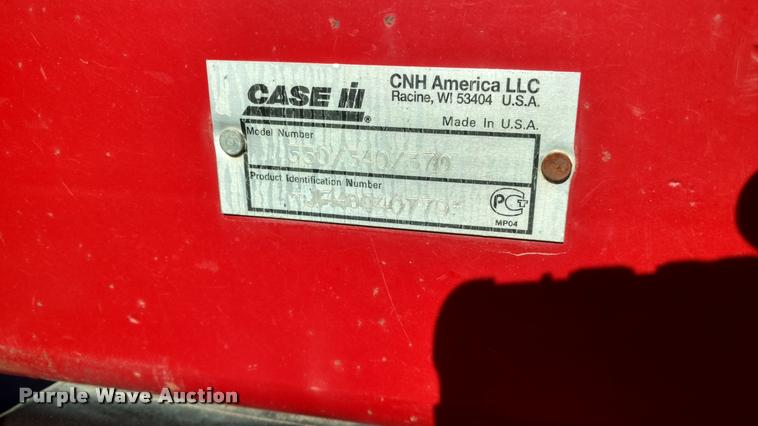 CASE IH
®
CNH America LLC
Racine, WI 53404 U.S.A.
Made in U.S.A.
Model Number
Product Identification Number
MP04
Purple Wave Auction